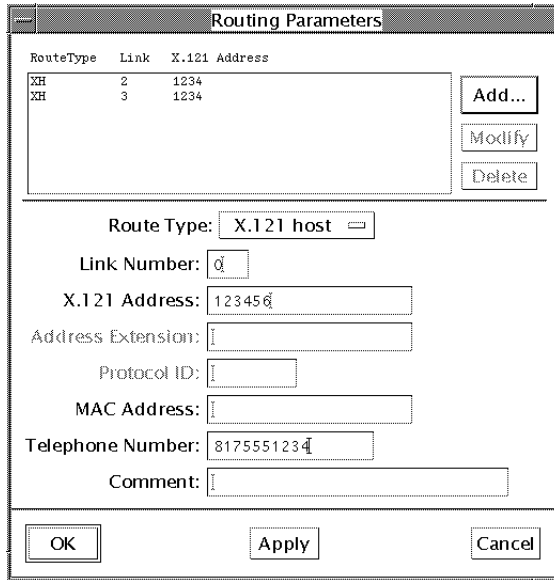 Routing Parameters
RouteType Link X.121 Address
XH 2 1234
XH 3 1234
Add...
Modify
Delete
Route Type: X.121 host
Link Number: 0
X.121 Address: 123456
Address Extension:
Protocol ID:
MAC Address:
Telephone Number: 8175551234
Comment:
OK Apply Cancel